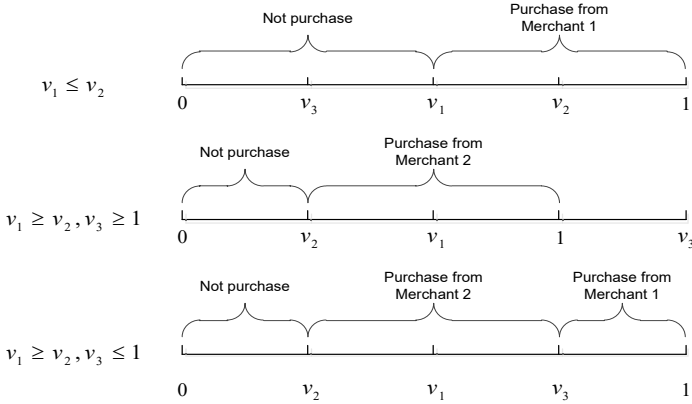 Not purchase
Purchase from
Merchant 1
v₁ ≤ v₂
0 v₃ v₁ v₂ 1
Not purchase
Purchase from
Merchant 2
v₁ ≥ v₂ , v₃ ≥ 1
0 v₂ v₁ 1 v₃
Not purchase
Purchase from
Merchant 2
Purchase from
Merchant 1
v₁ ≥ v₂ , v₃ ≤ 1
0 v₂ v₁ v₃ 1